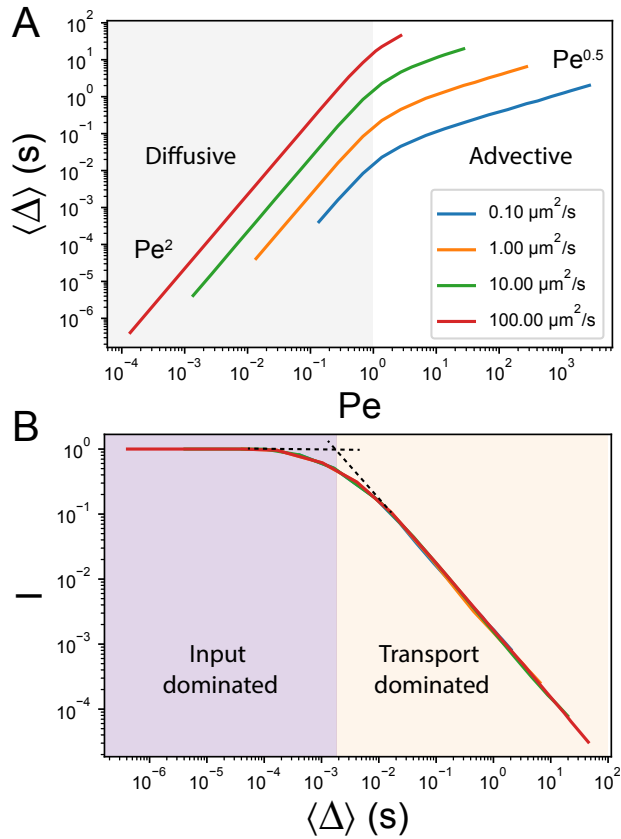 A
10²
10¹
10⁰
10⁻¹
10⁻²
10⁻³
10⁻⁴
10⁻⁵
10⁻⁶
⟨Δ⟩ (s)
Pe⁰·⁵
Diffusive
Advective
Pe²
0.10 µm²/s
1.00 µm²/s
10.00 µm²/s
100.00 µm²/s
10⁻⁴ 10⁻³ 10⁻² 10⁻¹ 10⁰ 10¹ 10² 10³
Pe
B
10⁰
10⁻¹
10⁻²
10⁻³
10⁻⁴
I
Input
dominated
Transport
dominated
10⁻⁶ 10⁻⁵ 10⁻⁴ 10⁻³ 10⁻² 10⁻¹ 10⁰ 10¹ 10²
⟨Δ⟩ (s)